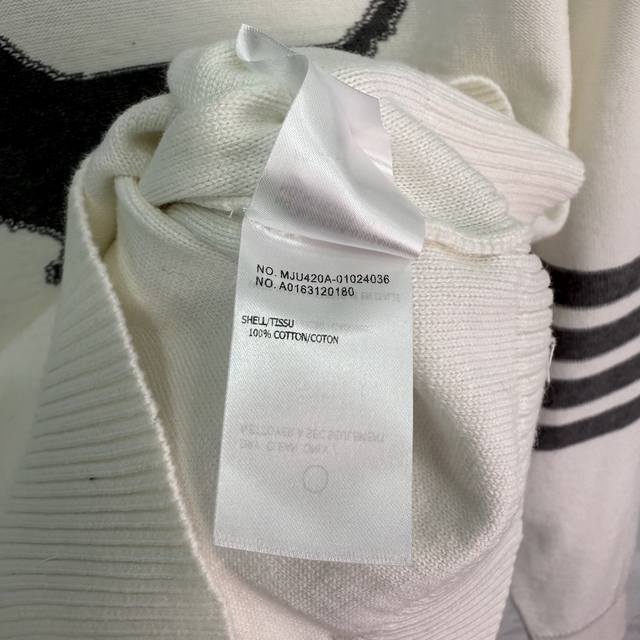 NO. MJU420A-01024036
NO. A0163120180
SHELL/TISSU
100% COTTON/COTON